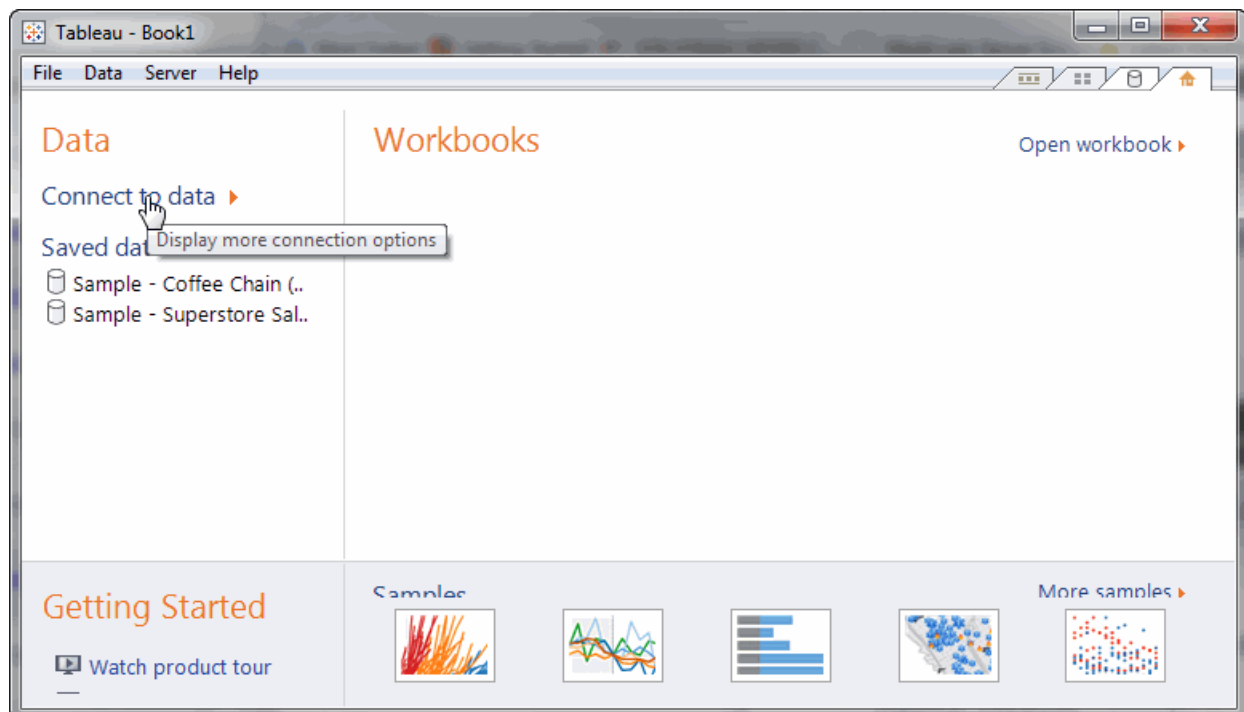 Tableau - Book1
File Data Server Help
Data
Connect to data
Display more connection options
Saved dat
Sample - Coffee Chain (..
Sample - Superstore Sal..
Workbooks
Open workbook
Getting Started
Watch product tour
Samples
More samples